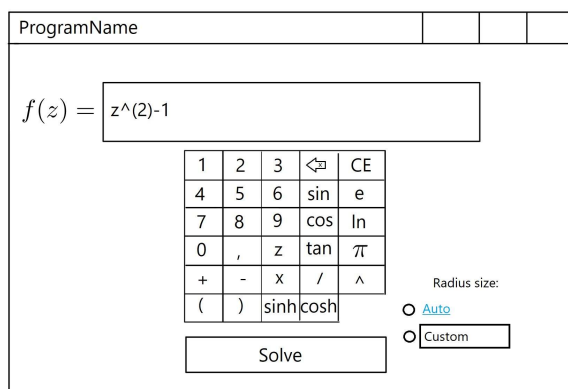 ProgramName
f(z) = z^(2)-1
1 2 3 ⌫ CE
4 5 6 sin e
7 8 9 cos ln
0 , z tan π
+ - x / ^
( ) sinh cosh
Radius size:
Auto
Custom
Solve